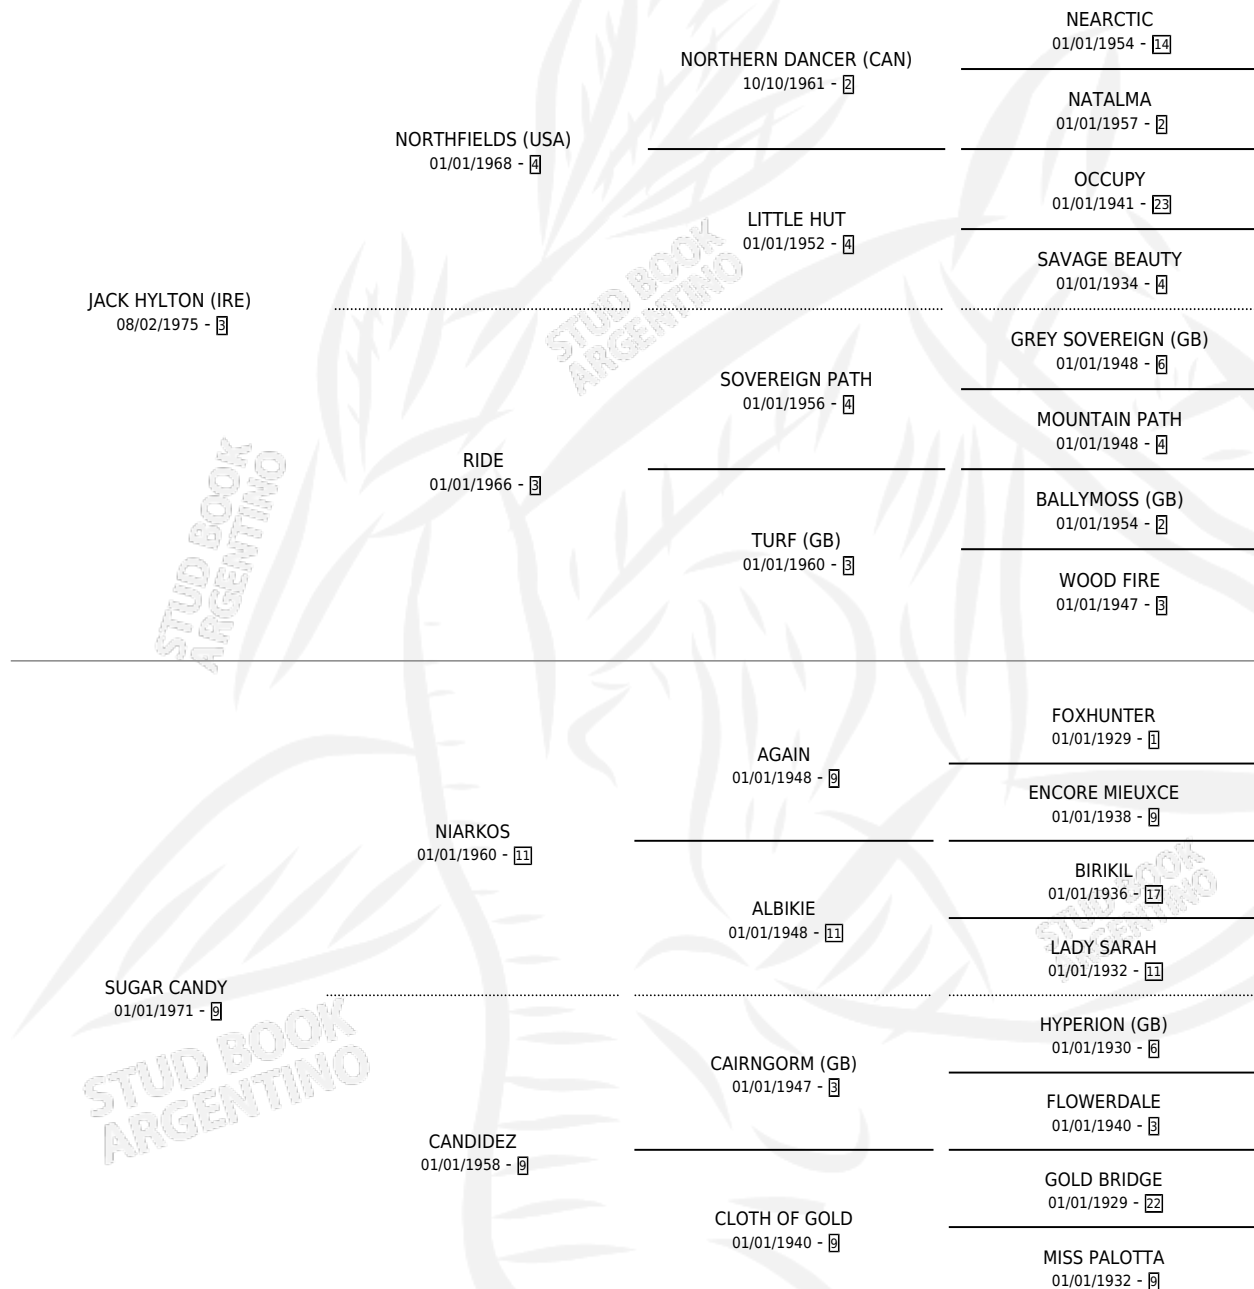 NEARCTIC
01/01/1954 - 14
NORTHERN DANCER (CAN)
10/10/1961 - 2
NATALMA
01/01/1957 - 2
NORTHFIELDS (USA)
01/01/1968 - 4
OCCUPY
01/01/1941 - 23
LITTLE HUT
01/01/1952 - 4
SAVAGE BEAUTY
01/01/1934 - 4
JACK HYLTON (IRE)
08/02/1975 - 3
GREY SOVEREIGN (GB)
01/01/1948 - 6
SOVEREIGN PATH
01/01/1956 - 4
MOUNTAIN PATH
01/01/1948 - 4
RIDE
01/01/1966 - 3
BALLYMOSS (GB)
01/01/1954 - 2
TURF (GB)
01/01/1960 - 3
WOOD FIRE
01/01/1947 - 3
FOXHUNTER
01/01/1929 - 1
AGAIN
01/01/1948 - 9
ENCORE MIEUXCE
01/01/1938 - 9
NIARKOS
01/01/1960 - 11
BIRIKIL
01/01/1936 - 17
ALBIKIE
01/01/1948 - 11
LADY SARAH
01/01/1932 - 11
SUGAR CANDY
01/01/1971 - 9
HYPERION (GB)
01/01/1930 - 6
CAIRNGORM (GB)
01/01/1947 - 3
FLOWERDALE
01/01/1940 - 3
CANDIDEZ
01/01/1958 - 9
GOLD BRIDGE
01/01/1929 - 22
CLOTH OF GOLD
01/01/1940 - 9
MISS PALOTTA
01/01/1932 - 9
STUD BOOK
ARGENTINO
STUD BOOK
ARGENTINO
STUD BOOK
ARGENTINO
STUD BOOK
ARGENTINO